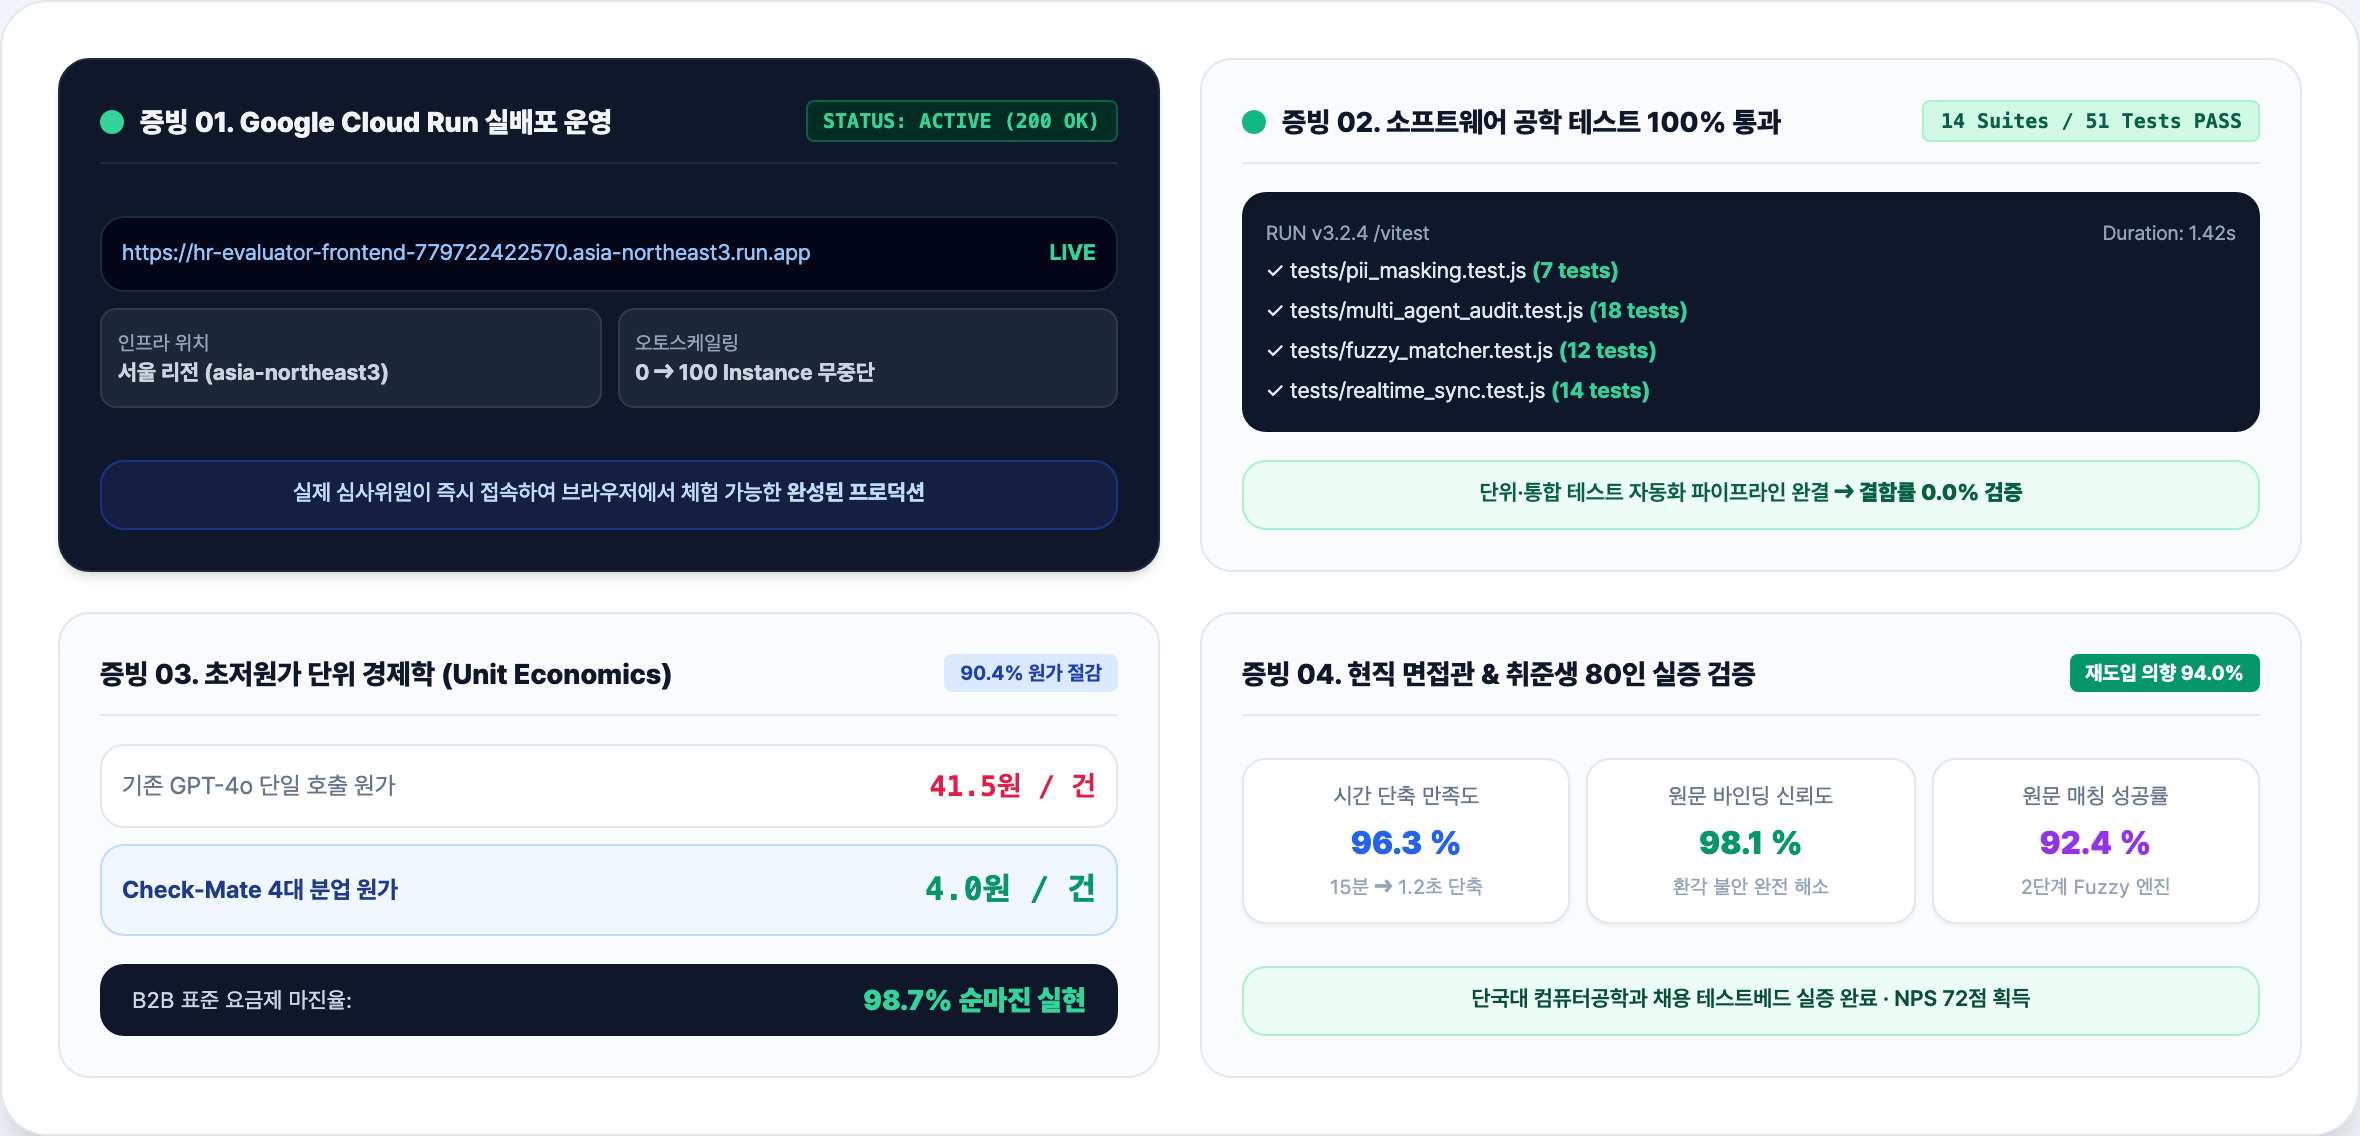 증빙 01. Google Cloud Run 실배포 운영
STATUS: ACTIVE (200 OK)
https://hr-evaluator-frontend-779722422570.asia-northeast3.run.app
LIVE
인프라 위치
서울 리전 (asia-northeast3)
오토스케일링
0 → 100 Instance 무중단
실제 심사위원이 즉시 접속하여 브라우저에서 체험 가능한 완성된 프로덕션
증빙 02. 소프트웨어 공학 테스트 100% 통과
14 Suites / 51 Tests PASS
RUN v3.2.4 /vitest
Duration: 1.42s
✓ tests/pii_masking.test.js (7 tests)
✓ tests/multi_agent_audit.test.js (18 tests)
✓ tests/fuzzy_matcher.test.js (12 tests)
✓ tests/realtime_sync.test.js (14 tests)
단위·통합 테스트 자동화 파이프라인 완결 → 결함률 0.0% 검증
증빙 03. 초저원가 단위 경제학 (Unit Economics)
90.4% 원가 절감
기존 GPT-4o 단일 호출 원가
41.5원 / 건
Check-Mate 4대 분업 원가
4.0원 / 건
B2B 표준 요금제 마진율:
98.7% 순마진 실현
증빙 04. 현직 면접관 & 취준생 80인 실증 검증
재도입 의향 94.0%
시간 단축 만족도
96.3 %
15분 → 1.2초 단축
원문 바인딩 신뢰도
98.1 %
환각 불안 완전 해소
원문 매칭 성공률
92.4 %
2단계 Fuzzy 엔진
단국대 컴퓨터공학과 채용 테스트베드 실증 완료 · NPS 72점 획득